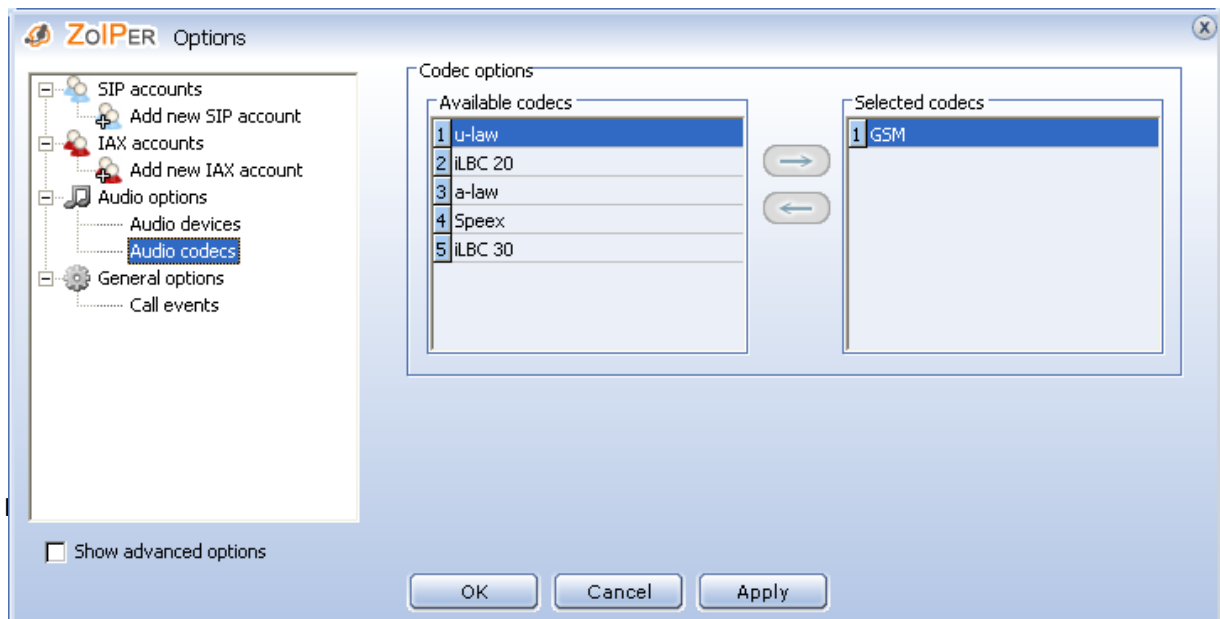 ZOIPER Options
SIP accounts
Add new SIP account
IAX accounts
Add new IAX account
Audio options
Audio devices
Audio codecs
General options
Call events
Show advanced options
Codec options
Available codecs
1 u-law
2 iLBC 20
3 a-law
4 Speex
5 iLBC 30
Selected codecs
1 GSM
OK Cancel Apply